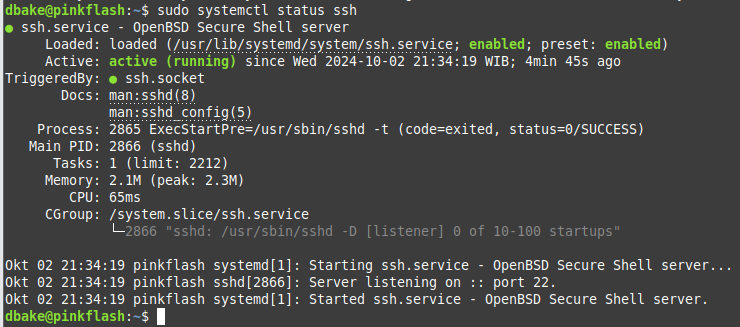 dbake@pinkflash:~$ sudo systemctl status ssh
● ssh.service - OpenBSD Secure Shell server
Loaded: loaded (/usr/lib/systemd/system/ssh.service; enabled; preset: enabled)
Active: active (running) since Wed 2024-10-02 21:34:19 WIB; 4min 45s ago
TriggeredBy: ● ssh.socket
Docs: man:sshd(8)
man:sshd_config(5)
Process: 2865 ExecStartPre=/usr/sbin/sshd -t (code=exited, status=0/SUCCESS)
Main PID: 2866 (sshd)
Tasks: 1 (limit: 2212)
Memory: 2.1M (peak: 2.3M)
CPU: 65ms
CGroup: /system.slice/ssh.service
└─2866 "sshd: /usr/sbin/sshd -D [listener] 0 of 10-100 startups"
Okt 02 21:34:19 pinkflash systemd[1]: Starting ssh.service - OpenBSD Secure Shell server...
Okt 02 21:34:19 pinkflash sshd[2866]: Server listening on :: port 22.
Okt 02 21:34:19 pinkflash systemd[1]: Started ssh.service - OpenBSD Secure Shell server.
dbake@pinkflash:~$